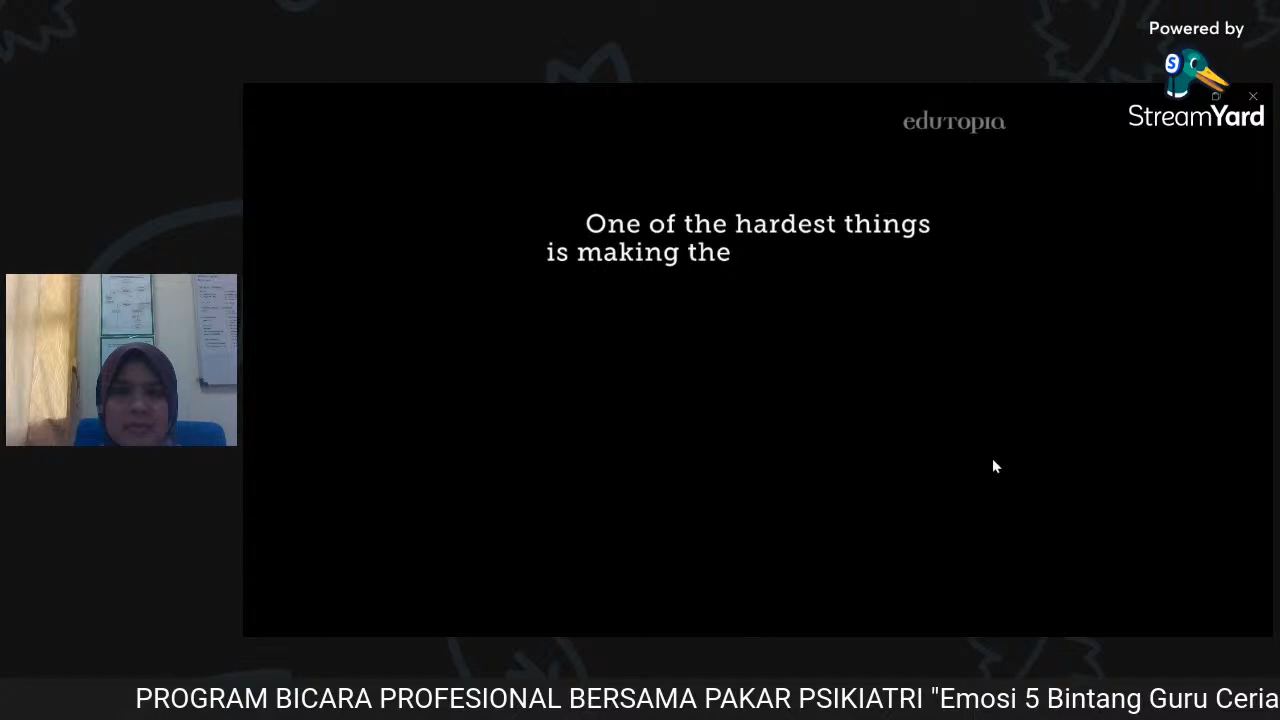 Powered by
S
StreamYard
edutopia
One of the hardest things
is making the
PROGRAM BICARA PROFESIONAL BERSAMA PAKAR PSIKIATRI "Emosi 5 Bintang Guru Ceria